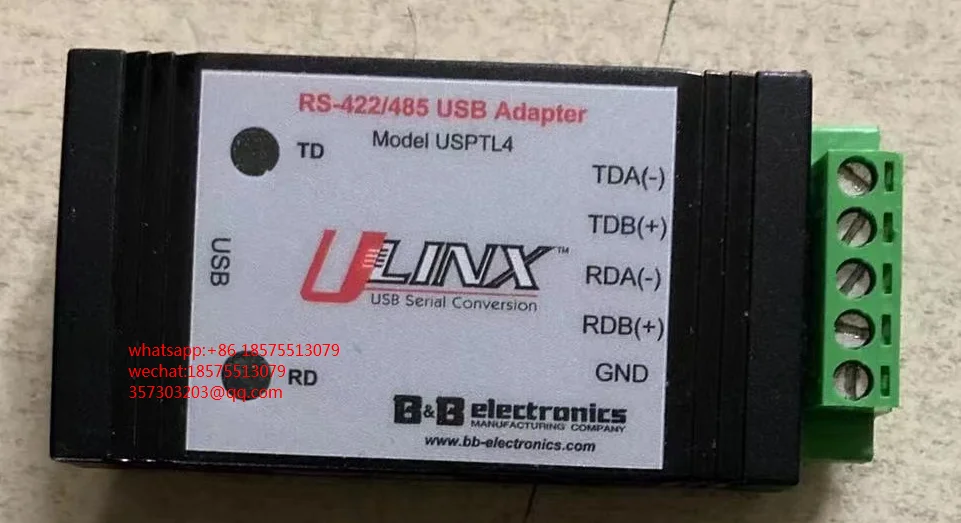 RS-422/485 USB Adapter
Model USPTL4
TD
TDA(-)
TDB(+)
USB
ULINX™
USB Serial Conversion
RDA(-)
RDB(+)
whatsapp:+86 18575513079
wechat:18575513079
357303203@qq.com
RD
GND
B&B electronics
MANUFACTURING COMPANY
www.bb-electronics.com